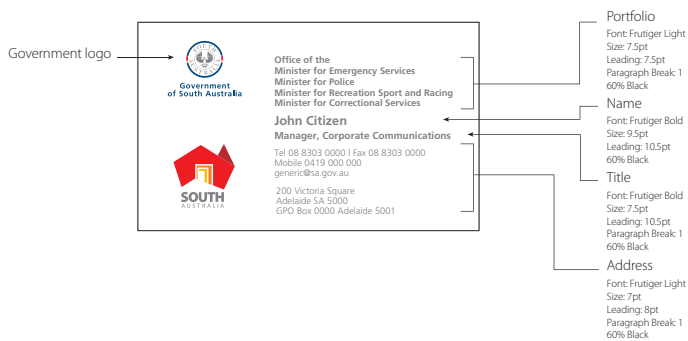 Government logo
SOUTH
AUSTRALIA
Government
of South Australia
SOUTH
AUSTRALIA
Office of the
Minister for Emergency Services
Minister for Police
Minister for Recreation Sport and Racing
Minister for Correctional Services
John Citizen
Manager, Corporate Communications
Tel 08 8303 0000 I Fax 08 8303 0000
Mobile 0419 000 000
generic@sa.gov.au
200 Victoria Square
Adelaide SA 5000
GPO Box 0000 Adelaide 5001
Portfolio
Font: Frutiger Light
Size: 7.5pt
Leading: 7.5pt
Paragraph Break: 1
60% Black
Name
Font: Frutiger Bold
Size: 9.5pt
Leading: 10.5pt
60% Black
Title
Font: Frutiger Bold
Size: 7.5pt
Leading: 10.5pt
Paragraph Break: 1
60% Black
Address
Font: Frutiger Light
Size: 7pt
Leading: 8pt
Paragraph Break: 1
60% Black